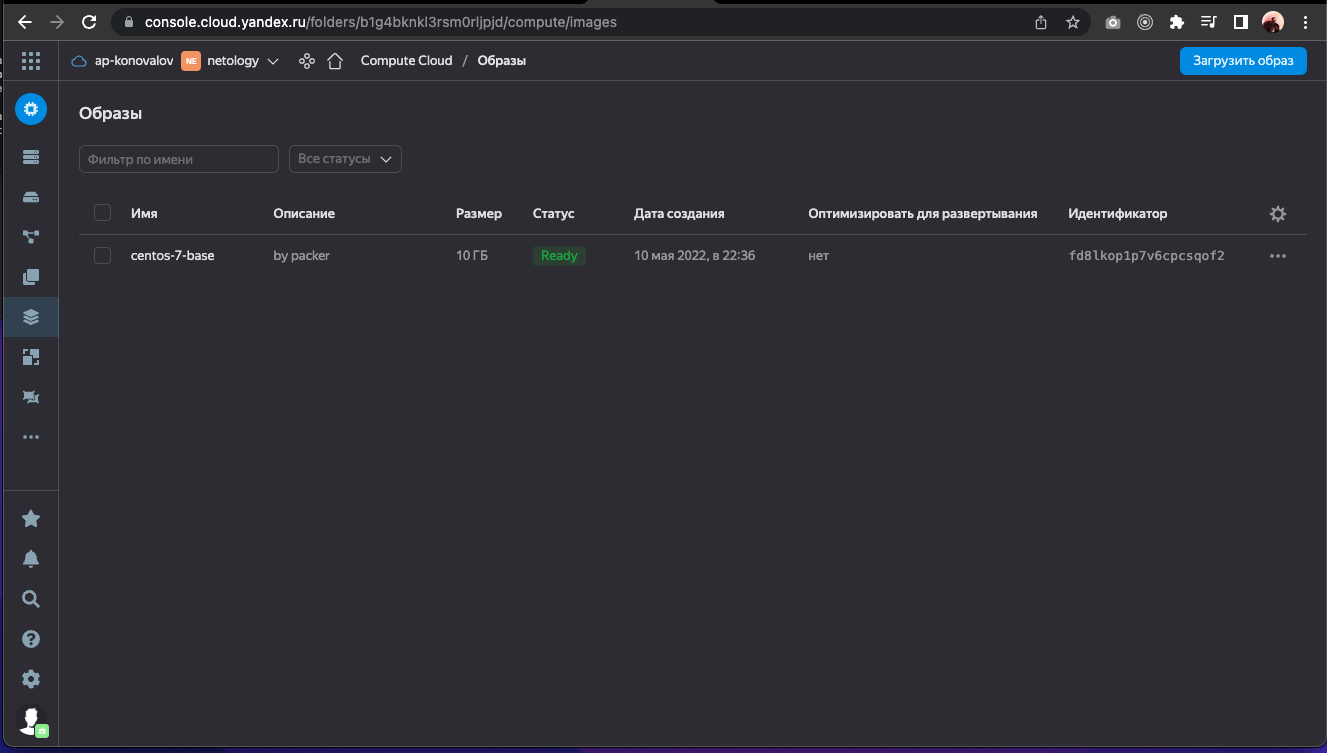 console.cloud.yandex.ru/folders/b1g4bknkl3rsm0rljpjd/compute/images
ap-konovalov NE netology Compute Cloud / Образы Загрузить образ
Образы
Фильтр по имени Все статусы
Имя Описание Размер Статус Дата создания Оптимизировать для развертывания Идентификатор
centos-7-base by packer 10 ГБ Ready 10 мая 2022, в 22:36 нет fd8lkop1p7v6cpcsqof2